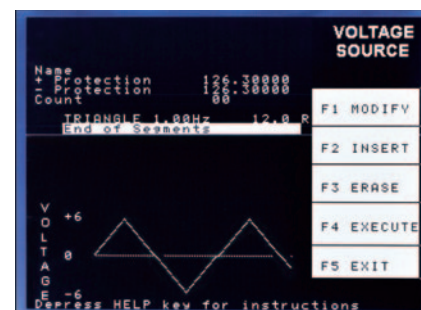 VOLTAGE
SOURCE
Name
+ Protection 126.30000
- Protection 126.30000
Count 00
TRIANGLE 1.00Hz 12.0 R
End of Segments
F1 MODIFY
F2 INSERT
F3 ERASE
F4 EXECUTE
F5 EXIT
VOLTAGE
+6
0
-6
Depress HELP key for instructions